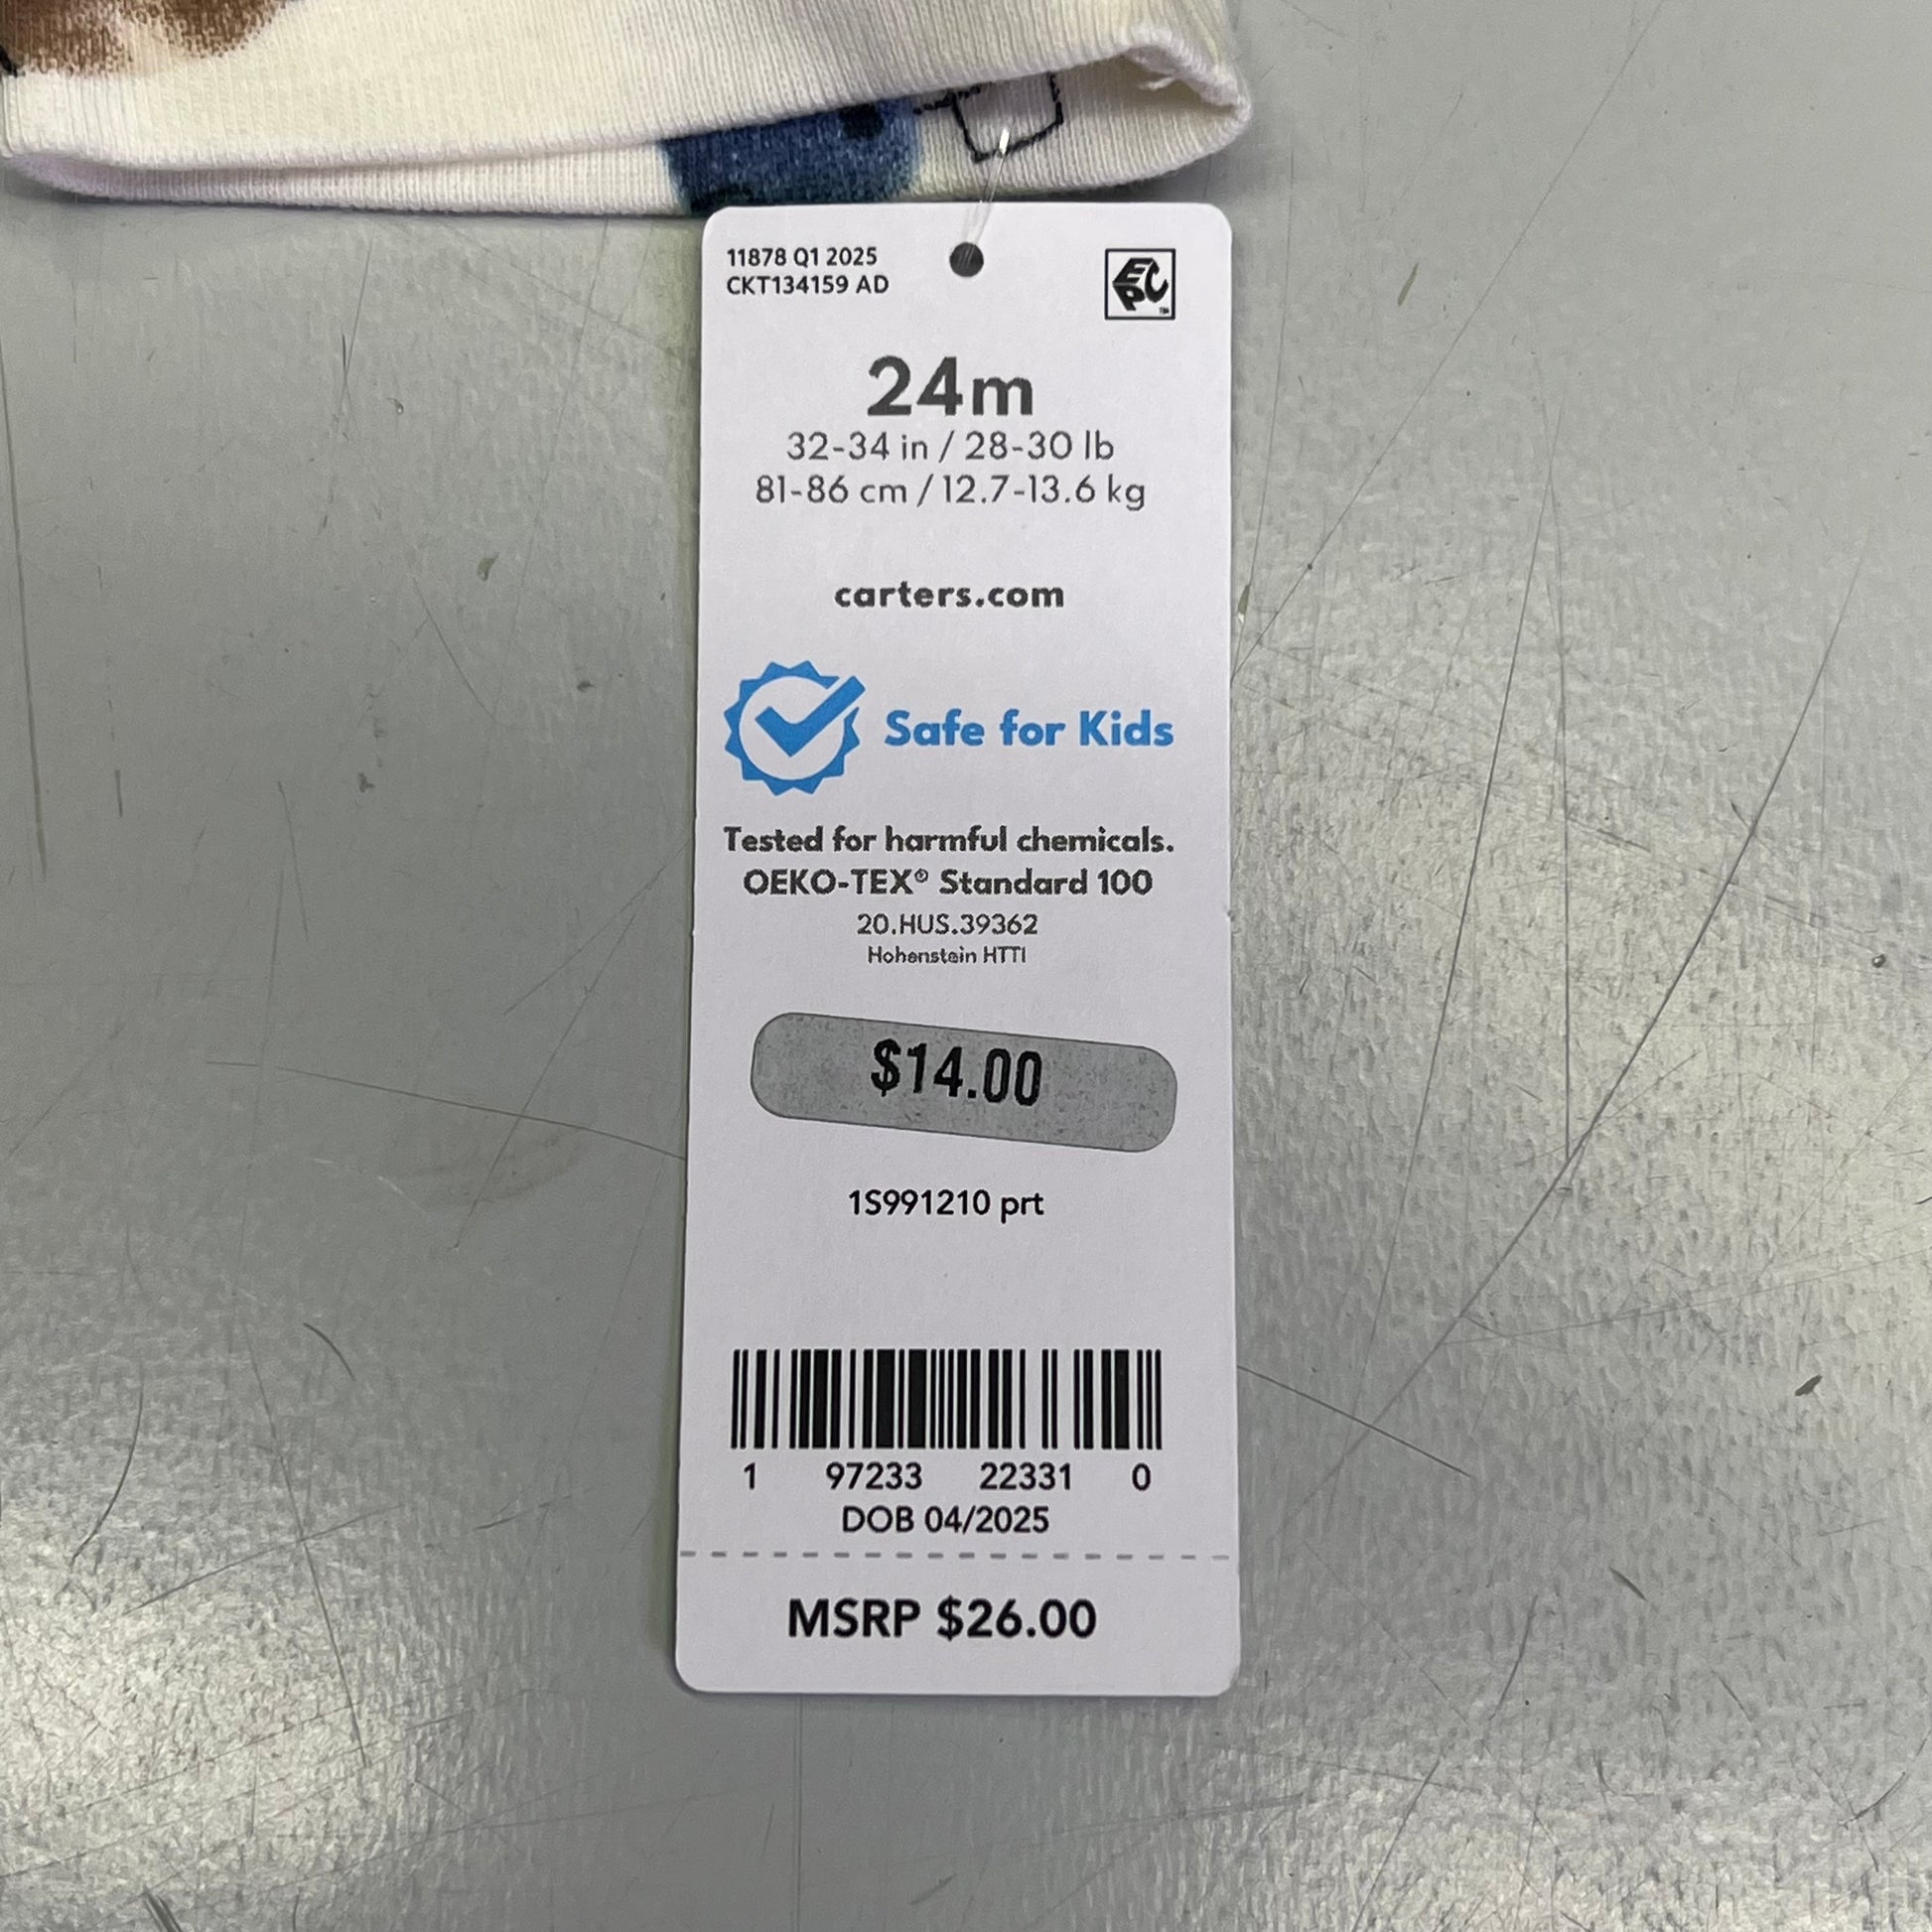 11878 Q1 2025
CKT134159 AD
EPC
TM
24m
32-34 in / 28-30 lb
81-86 cm / 12.7-13.6 kg
carters.com
Safe for Kids
Tested for harmful chemicals.
OEKO-TEX® Standard 100
20.HUS.39362
Hohenstein HTTI
$14.00
1S991210 prt
1 97233 22331 0
DOB 04/2025
MSRP $26.00